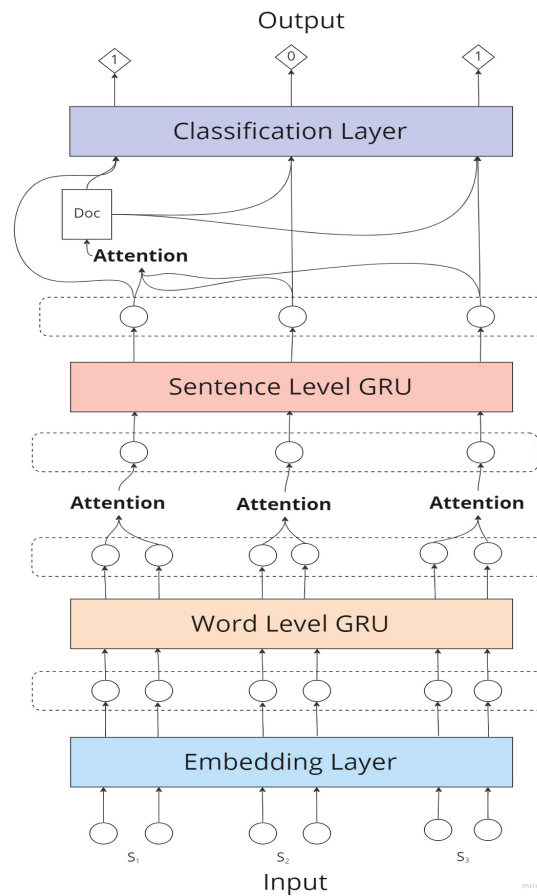 Output
1 0 1
Classification Layer
Doc
Attention
Sentence Level GRU
Attention Attention Attention
Word Level GRU
Embedding Layer
S₁ S₂ S₃
Input